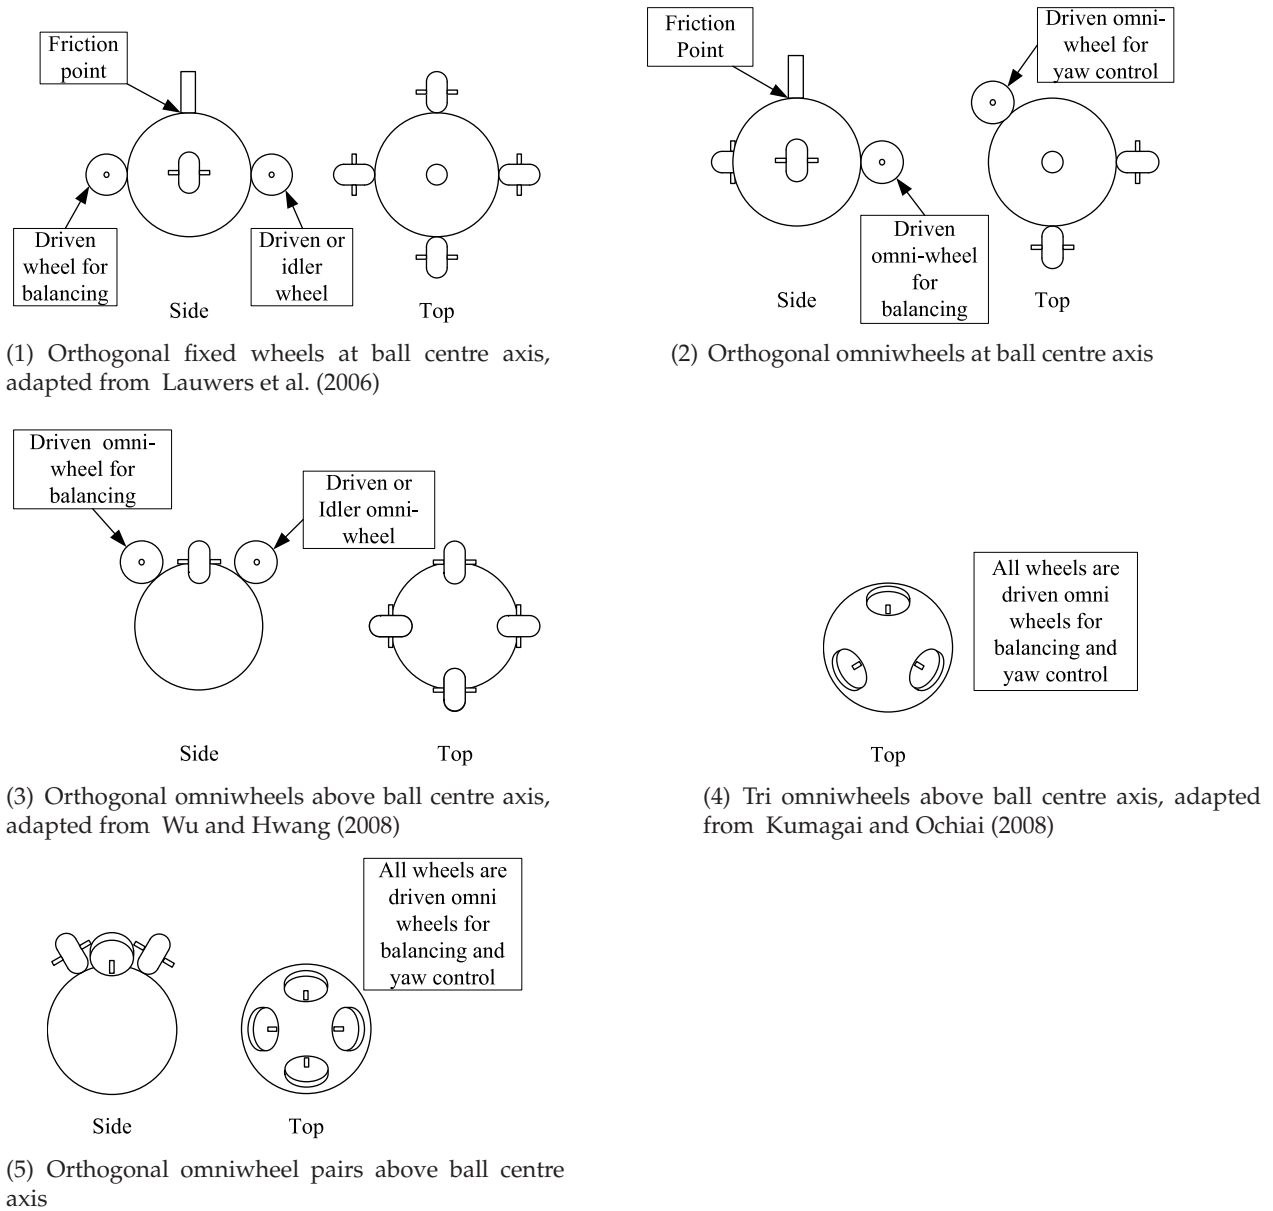 Friction
point
Driven
wheel for
balancing
Driven or
idler
wheel
Side
Top
(1) Orthogonal fixed wheels at ball centre axis,
adapted from Lauwers et al. (2006)
Friction
Point
Driven omni-
wheel for
yaw control
Driven
omni-wheel
for
balancing
Side
Top
(2) Orthogonal omniwheels at ball centre axis
Driven omni-
wheel for
balancing
Driven or
Idler omni-
wheel
Side
Top
(3) Orthogonal omniwheels above ball centre axis,
adapted from Wu and Hwang (2008)
All wheels are
driven omni
wheels for
balancing and
yaw control
Top
(4) Tri omniwheels above ball centre axis, adapted
from Kumagai and Ochiai (2008)
All wheels are
driven omni
wheels for
balancing and
yaw control
Side
Top
(5) Orthogonal omniwheel pairs above ball centre
axis